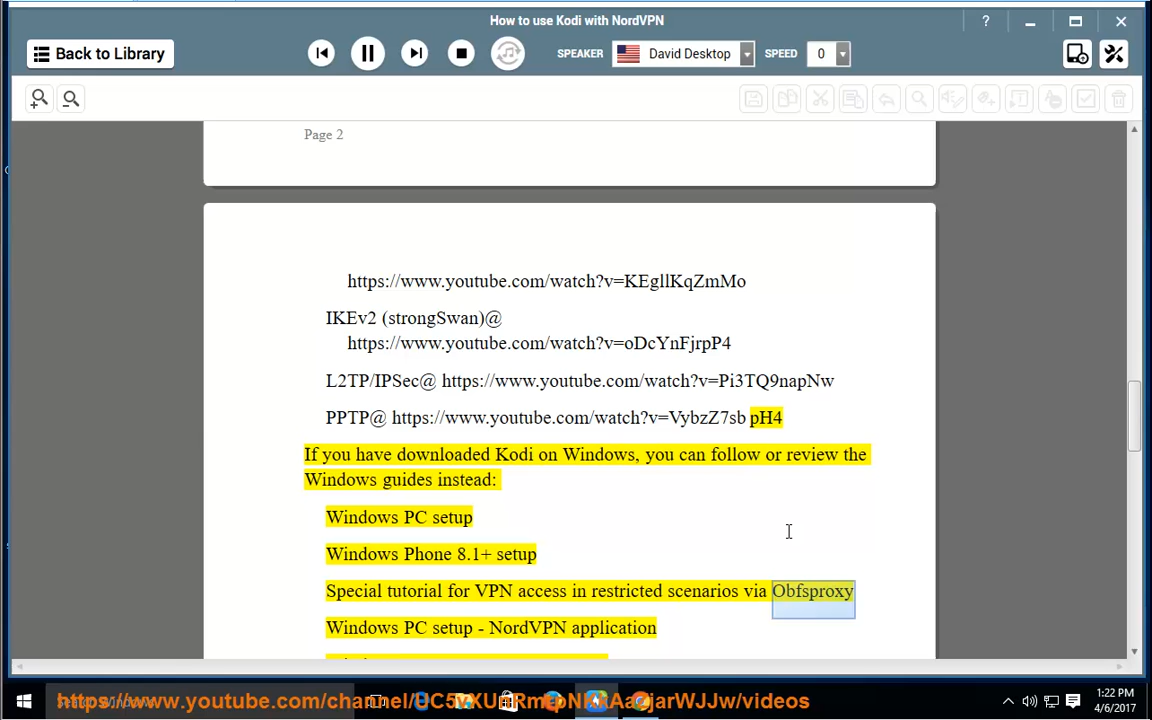 How to use Kodi with NordVPN
?
Back to Library
SPEAKER
David Desktop
SPEED
0
Page 2
https://www.youtube.com/watch?v=KEgllKqZmMo
IKEv2 (strongSwan)@
https://www.youtube.com/watch?v=oDcYnFjrpP4
L2TP/IPSec@ https://www.youtube.com/watch?v=Pi3TQ9napNw
PPTP@ https://www.youtube.com/watch?v=VybzZ7sb pH4
If you have downloaded Kodi on Windows, you can follow or review the
Windows guides instead:
Windows PC setup
Windows Phone 8.1+ setup
Special tutorial for VPN access in restricted scenarios via Obfsproxy
Windows PC setup - NordVPN application
1:22 PM
4/6/2017